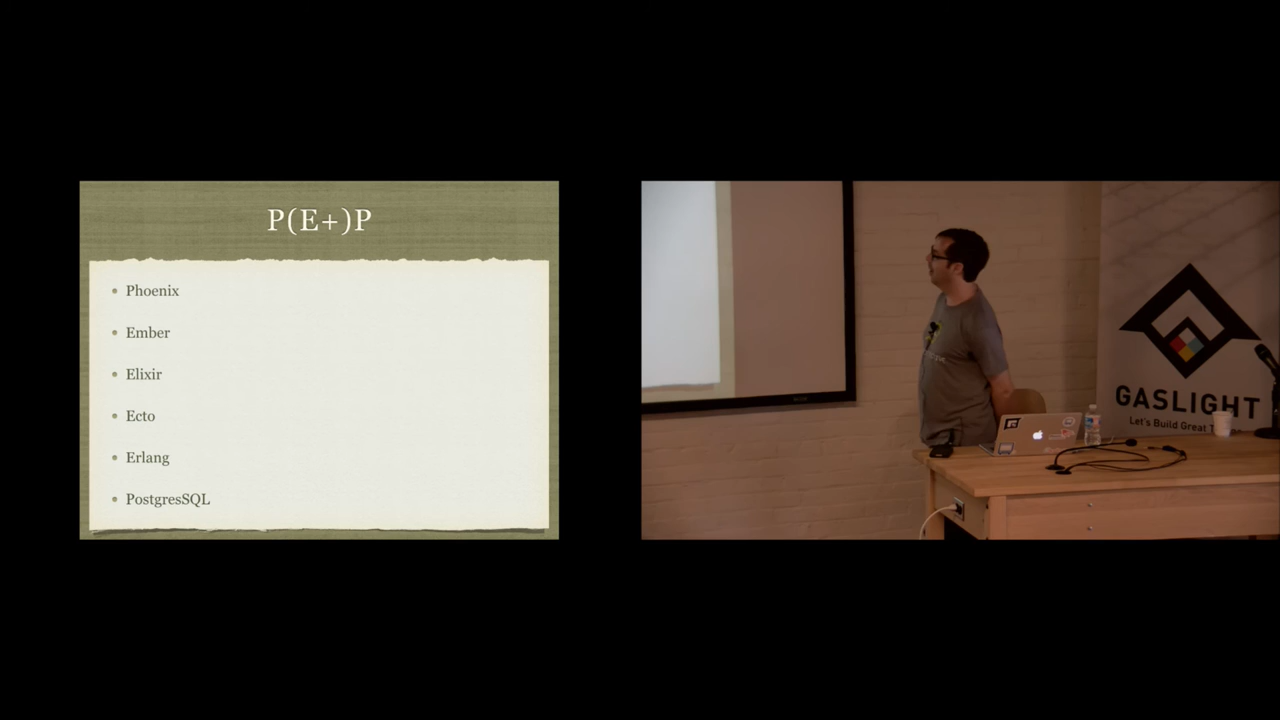 P(E+)P
Phoenix
Ember
Elixir
Ecto
Erlang
PostgresSQL
GASLIGHT
Let's Build Great